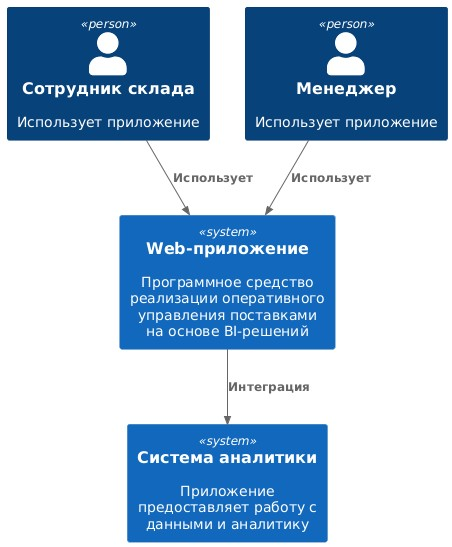 «person»
Сотрудник склада
Использует приложение
«person»
Менеджер
Использует приложение
Использует
Использует
«system»
Web-приложение
Программное средство
реализации оперативного
управления поставками
на основе BI-решений
Интеграция
«system»
Система аналитики
Приложение
предоставляет работу с
данными и аналитику